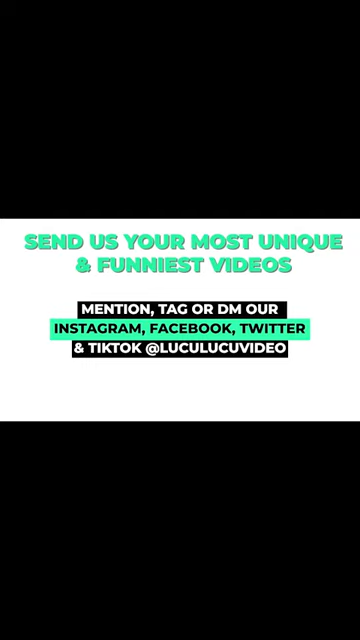 SEND US YOUR MOST UNIQUE
& FUNNIEST VIDEOS
MENTION, TAG OR DM OUR
INSTAGRAM, FACEBOOK, TWITTER
& TIKTOK @LUCULUCUVIDEO